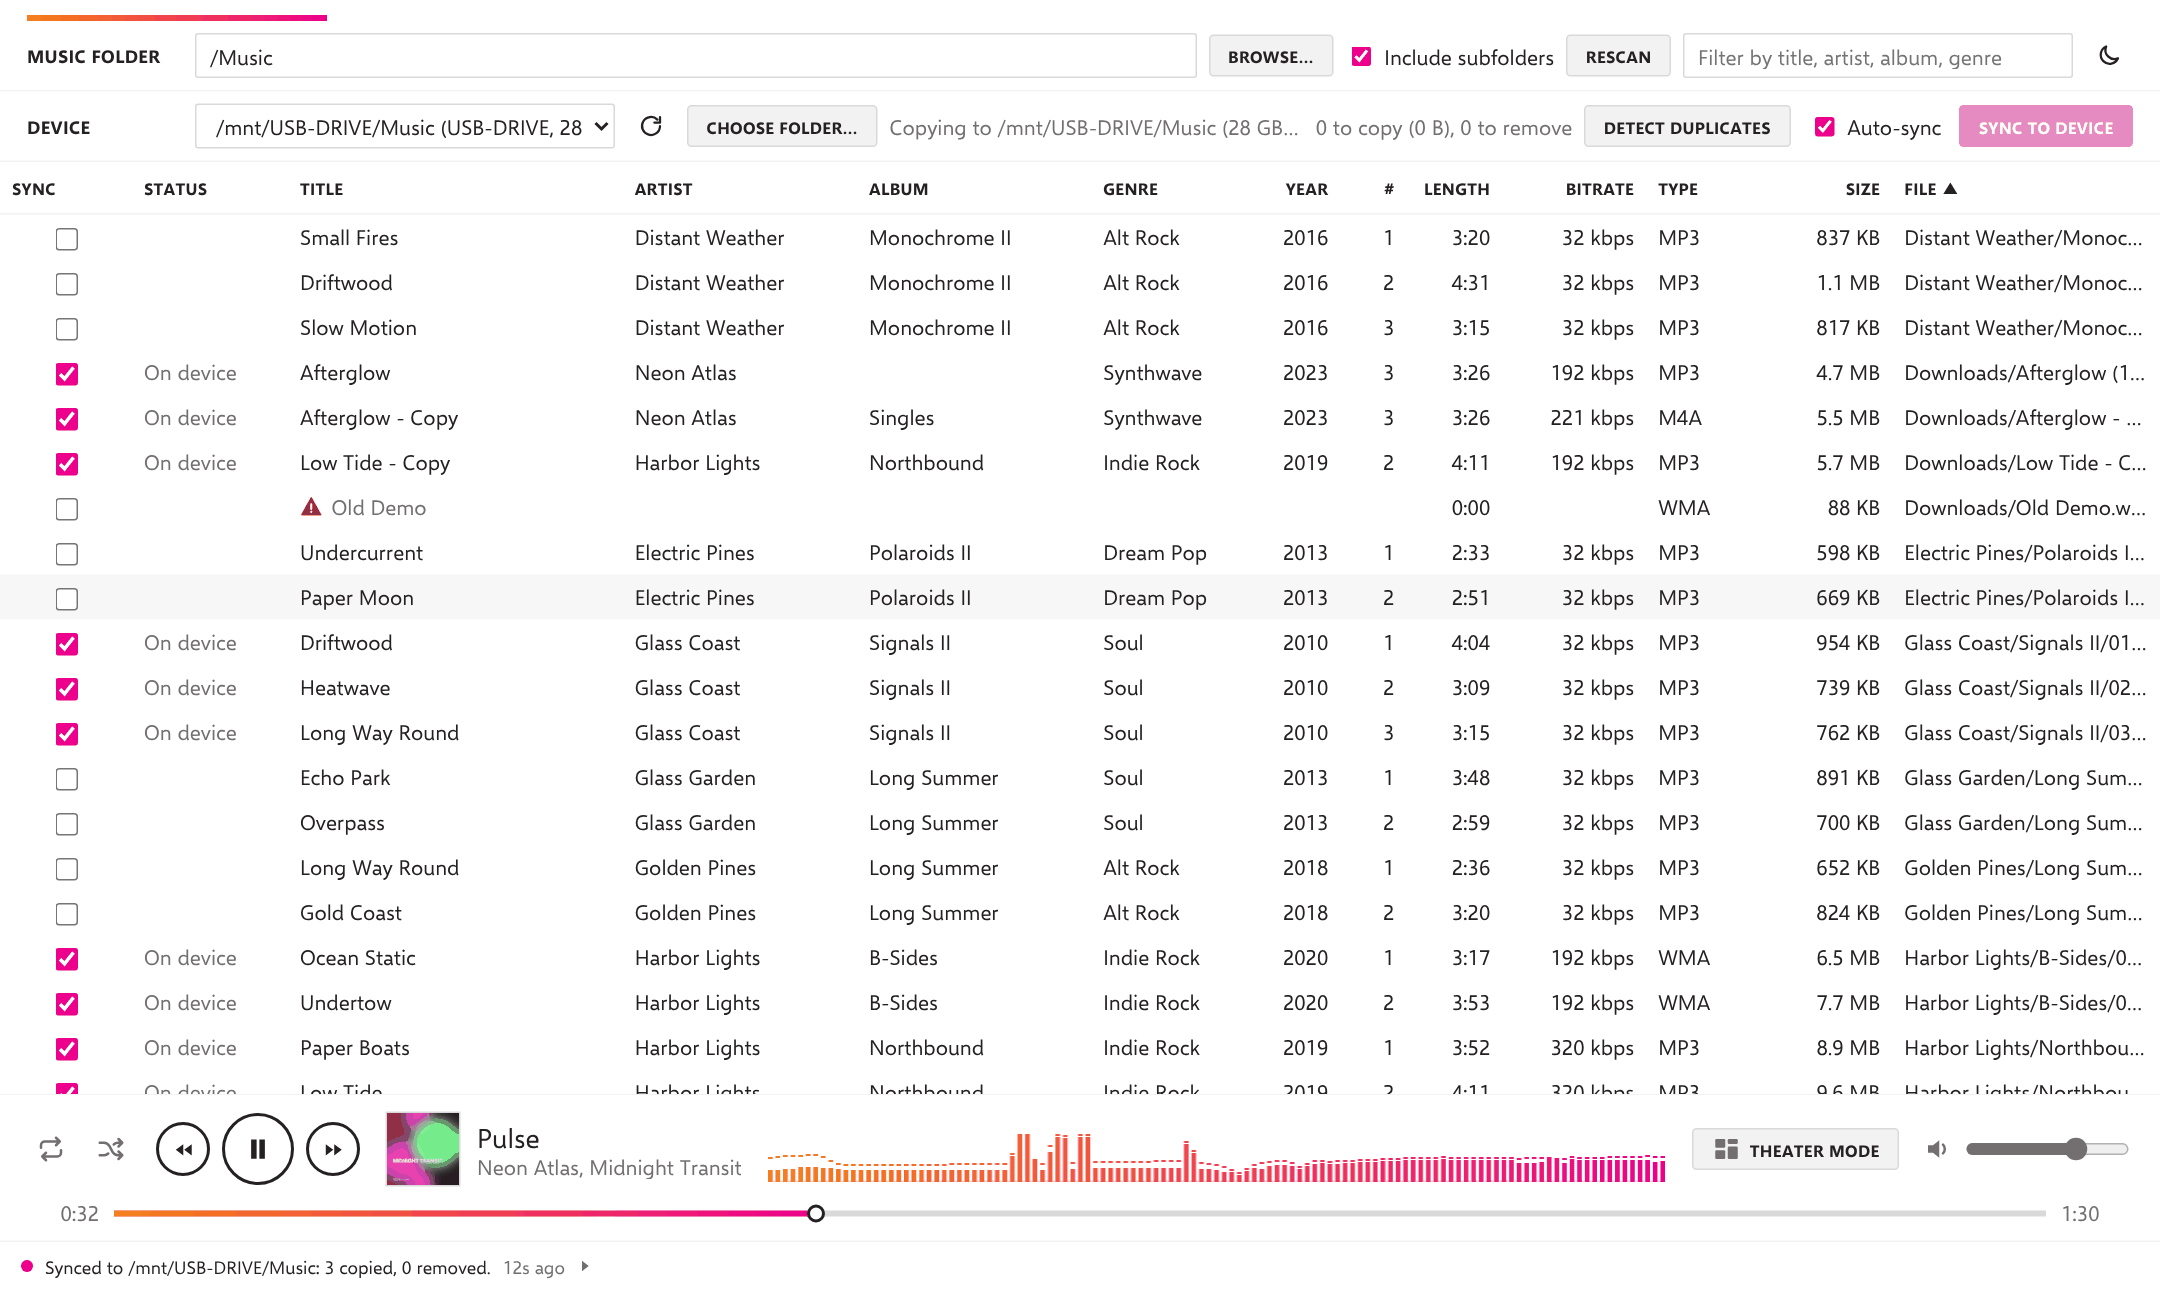 MUSIC FOLDER /Music BROWSE... Include subfolders RESCAN Filter by title, artist, album, genre
DEVICE /mnt/USB-DRIVE/Music (USB-DRIVE, 28 CHOOSE FOLDER... Copying to /mnt/USB-DRIVE/Music (28 GB... 0 to copy (0 B), 0 to remove DETECT DUPLICATES Auto-sync SYNC TO DEVICE
SYNC STATUS TITLE ARTIST ALBUM GENRE YEAR # LENGTH BITRATE TYPE SIZE FILE ▲
Small Fires Distant Weather Monochrome II Alt Rock 2016 1 3:20 32 kbps MP3 837 KB Distant Weather/Monoc...
Driftwood Distant Weather Monochrome II Alt Rock 2016 2 4:31 32 kbps MP3 1.1 MB Distant Weather/Monoc...
Slow Motion Distant Weather Monochrome II Alt Rock 2016 3 3:15 32 kbps MP3 817 KB Distant Weather/Monoc...
On device Afterglow Neon Atlas Synthwave 2023 3 3:26 192 kbps MP3 4.7 MB Downloads/Afterglow (1...
On device Afterglow - Copy Neon Atlas Singles Synthwave 2023 3 3:26 221 kbps M4A 5.5 MB Downloads/Afterglow - ...
On device Low Tide - Copy Harbor Lights Northbound Indie Rock 2019 2 4:11 192 kbps MP3 5.7 MB Downloads/Low Tide - C...
Old Demo 0:00 WMA 88 KB Downloads/Old Demo.w...
Undercurrent Electric Pines Polaroids II Dream Pop 2013 1 2:33 32 kbps MP3 598 KB Electric Pines/Polaroids I...
Paper Moon Electric Pines Polaroids II Dream Pop 2013 2 2:51 32 kbps MP3 669 KB Electric Pines/Polaroids I...
On device Driftwood Glass Coast Signals II Soul 2010 1 4:04 32 kbps MP3 954 KB Glass Coast/Signals II/01...
On device Heatwave Glass Coast Signals II Soul 2010 2 3:09 32 kbps MP3 739 KB Glass Coast/Signals II/02...
On device Long Way Round Glass Coast Signals II Soul 2010 3 3:15 32 kbps MP3 762 KB Glass Coast/Signals II/03...
Echo Park Glass Garden Long Summer Soul 2013 1 3:48 32 kbps MP3 891 KB Glass Garden/Long Sum...
Overpass Glass Garden Long Summer Soul 2013 2 2:59 32 kbps MP3 700 KB Glass Garden/Long Sum...
Long Way Round Golden Pines Long Summer Alt Rock 2018 1 2:36 32 kbps MP3 652 KB Golden Pines/Long Sum...
Gold Coast Golden Pines Long Summer Alt Rock 2018 2 3:20 32 kbps MP3 824 KB Golden Pines/Long Sum...
On device Ocean Static Harbor Lights B-Sides Indie Rock 2020 1 3:17 192 kbps WMA 6.5 MB Harbor Lights/B-Sides/0...
On device Undertow Harbor Lights B-Sides Indie Rock 2020 2 3:53 192 kbps WMA 7.7 MB Harbor Lights/B-Sides/0...
On device Paper Boats Harbor Lights Northbound Indie Rock 2019 1 3:52 320 kbps MP3 8.9 MB Harbor Lights/Northbou...
On device Low Tide Harbor Lights Northbound Indie Rock 2019 2 4:11 320 kbps MP3 9.6 MB Harbor Lights/Northbou...
Pulse
Neon Atlas, Midnight Transit
THEATER MODE
0:32 1:30
Synced to /mnt/USB-DRIVE/Music: 3 copied, 0 removed. 12s ago